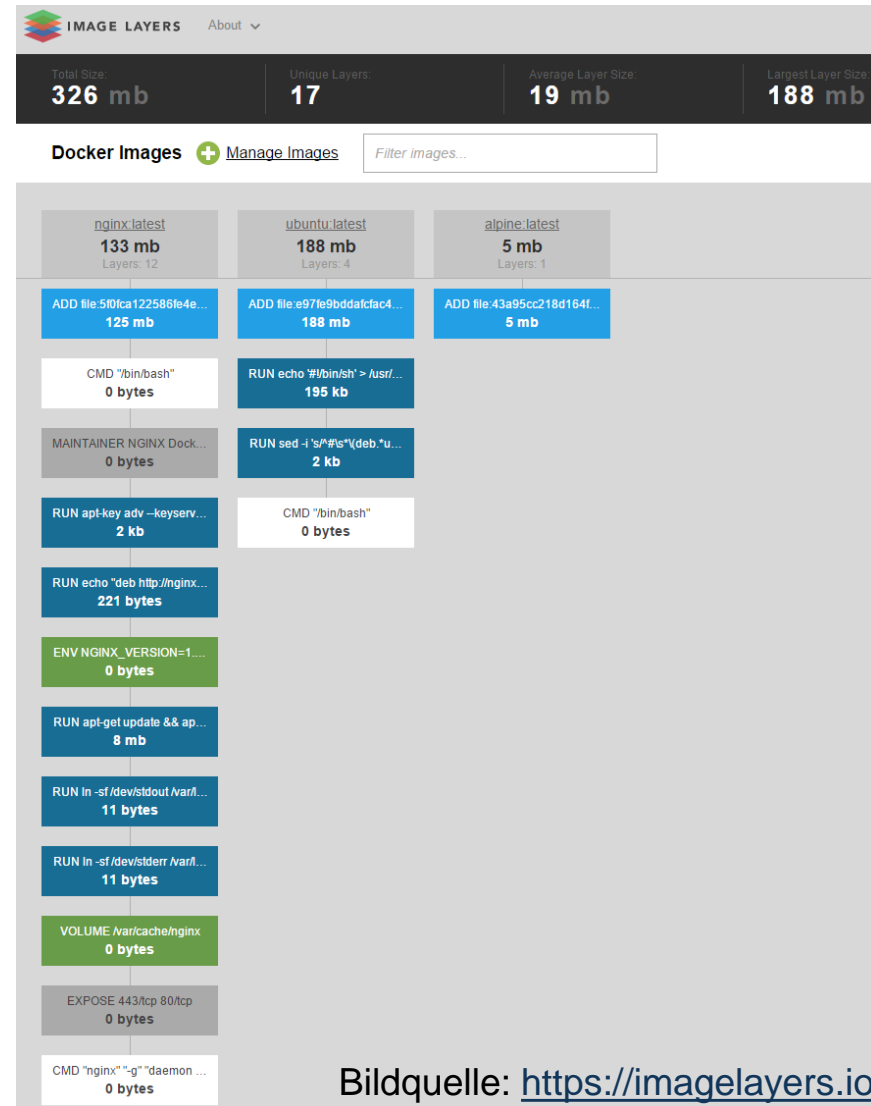 IMAGE LAYERS About
Total Size: Unique Layers: Average Layer Size: Largest Layer Size:
326 mb 17 19 mb 188 mb
Docker Images Manage Images Filter images...
nginx:latest
133 mb
Layers: 12
ADD file:5f0fca122586fe4e...
125 mb
CMD "/bin/bash"
0 bytes
MAINTAINER NGINX Dock...
0 bytes
RUN apt-key adv --keyserv...
2 kb
RUN echo "deb http://nginx...
221 bytes
ENV NGINX_VERSION=1....
0 bytes
RUN apt-get update && ap...
8 mb
RUN ln -sf /dev/stdout /var/l...
11 bytes
RUN ln -sf /dev/stderr /var/l...
11 bytes
VOLUME /var/cache/nginx
0 bytes
EXPOSE 443/tcp 80/tcp
0 bytes
CMD "nginx" "-g" "daemon ...
0 bytes
ubuntu:latest
188 mb
Layers: 4
ADD file:e97fe9bddafcfac4...
188 mb
RUN echo '#!/bin/sh' > /usr/...
195 kb
RUN sed -i 's/^#\s*\(deb.*u...
2 kb
CMD "/bin/bash"
0 bytes
alpine:latest
5 mb
Layers: 1
ADD file:43a95cc218d164f...
5 mb
Bildquelle: https://imagelayers.io